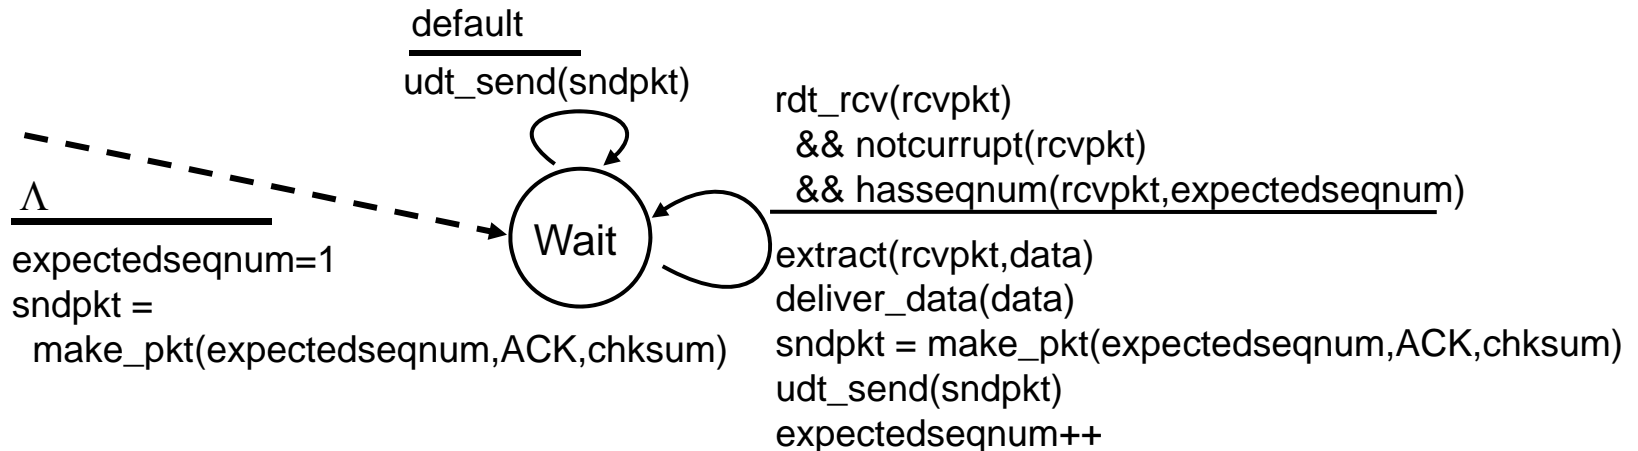 default
udt_send(sndpkt)
rdt_rcv(rcvpkt)
&& notcurrupt(rcvpkt)
&& hasseqnum(rcvpkt,expectedseqnum)
Λ
expectedseqnum=1
sndpkt =
make_pkt(expectedseqnum,ACK,chksum)
Wait
extract(rcvpkt,data)
deliver_data(data)
sndpkt = make_pkt(expectedseqnum,ACK,chksum)
udt_send(sndpkt)
expectedseqnum++